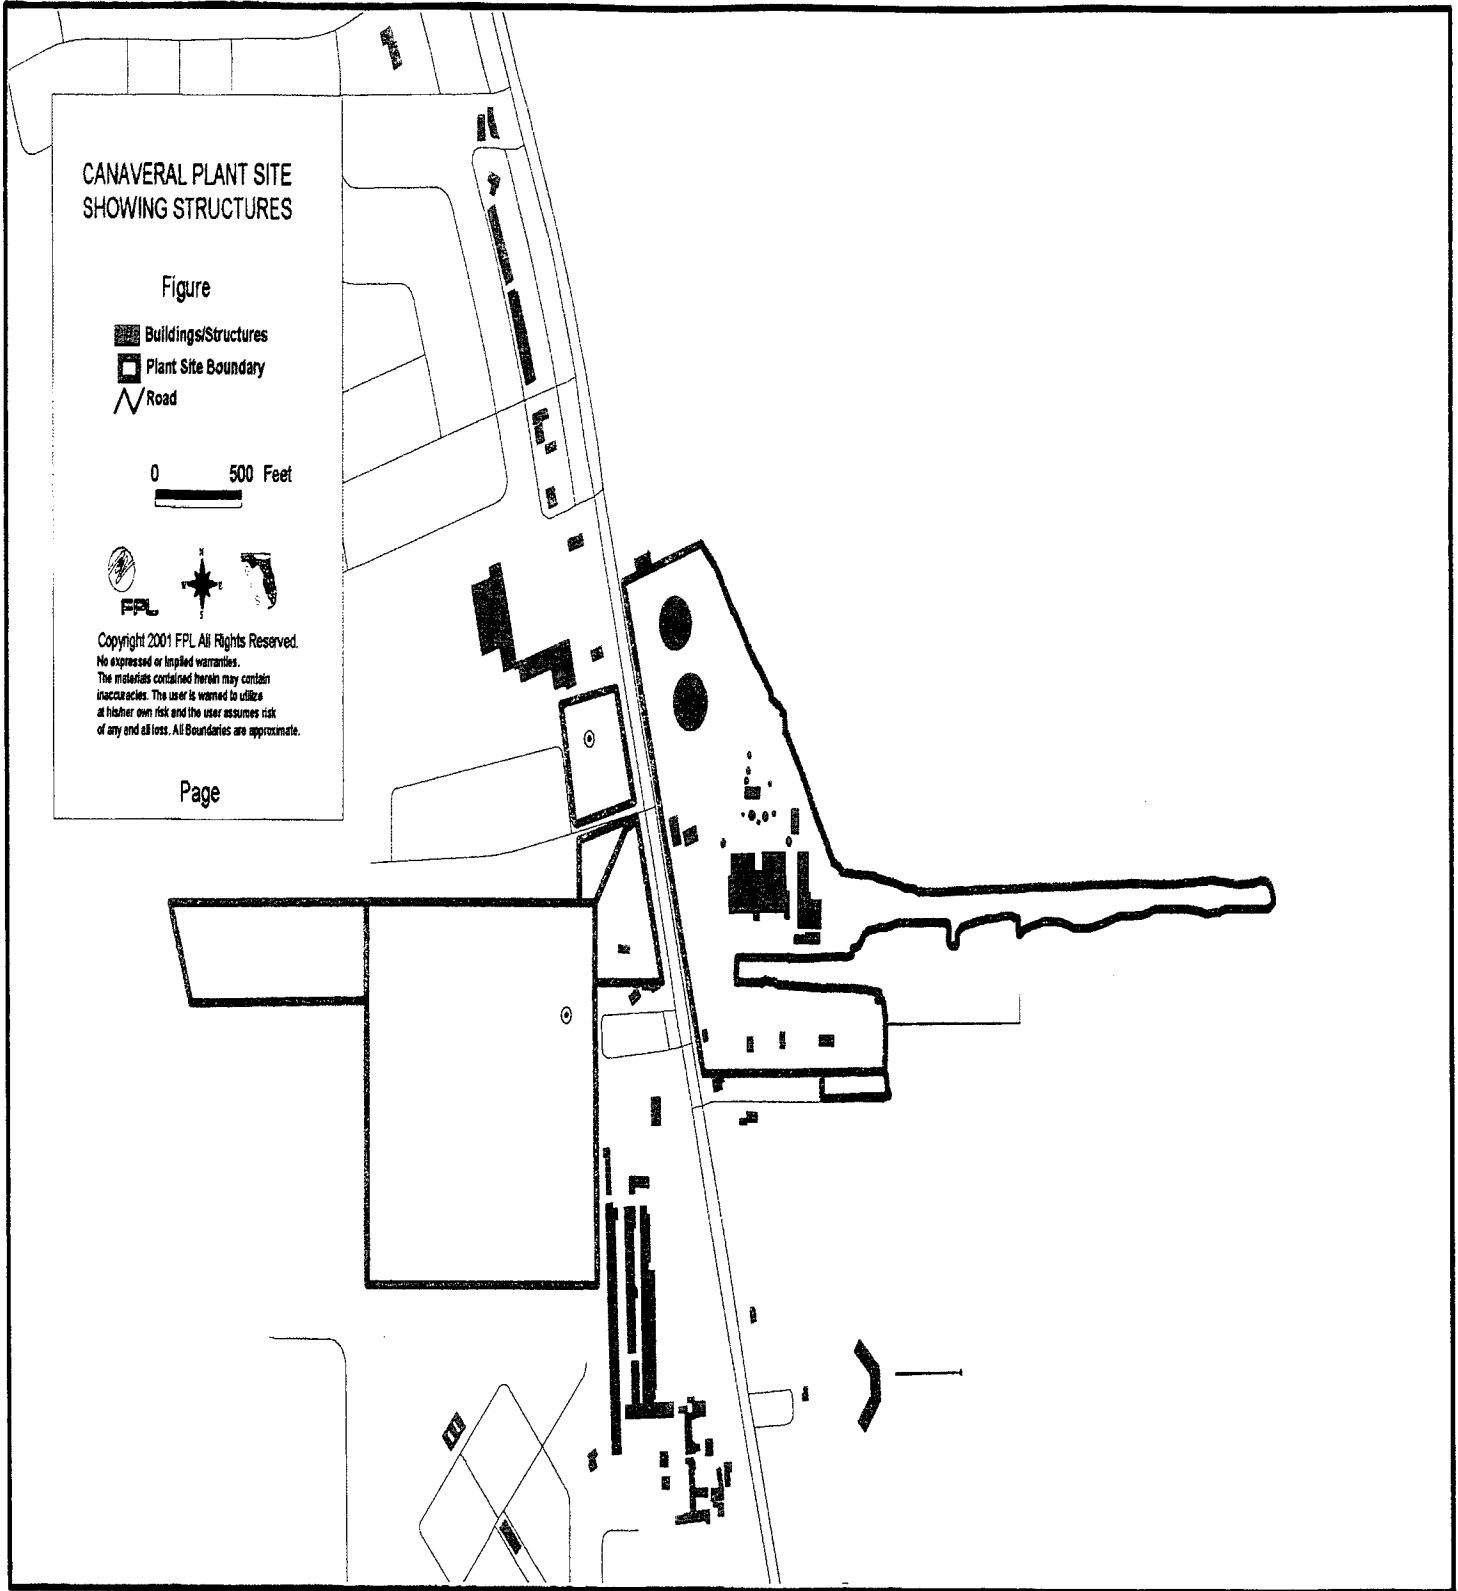 CANAVERAL PLANT SITE
SHOWING STRUCTURES
Figure
Buildings/Structures
Plant Site Boundary
Road
0 500 Feet
N
S
FPL
Copyright 2001 FPL All Rights Reserved.
No expressed or implied warranties.
The materials contained herein may contain
inaccuracies. The user is warned to utilize
at his/her own risk and the user assumes risk
of any and all loss. All Boundaries are approximate.
Page